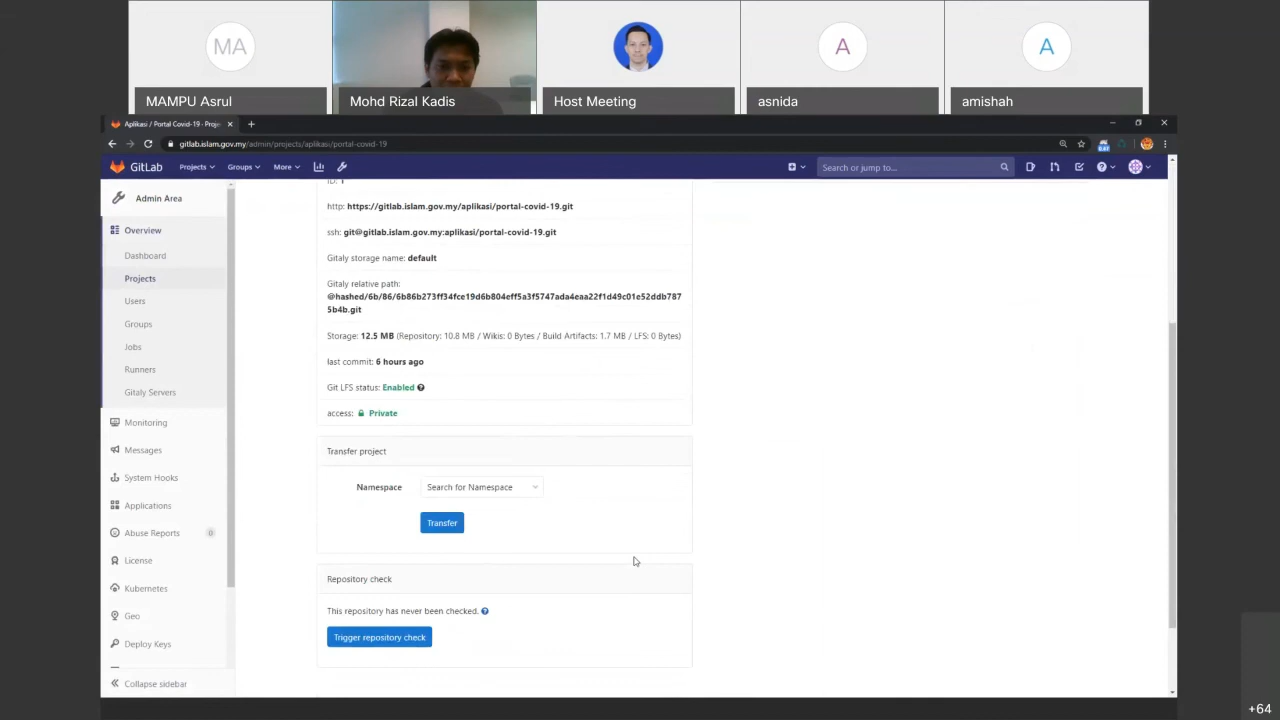 MA
A
A
MAMPU Asrul
Mohd Rizal Kadis
Host Meeting
asnida
amishah
Aplikasi / Portal Covid-19 · Proje
gitlab.islam.gov.my/admin/projects/aplikasi/portal-covid-19
GitLab
Projects
Groups
More
Search or jump to...
Admin Area
Overview
Dashboard
Projects
Users
Groups
Jobs
Runners
Gitaly Servers
Monitoring
Messages
System Hooks
Applications
Abuse Reports 0
License
Kubernetes
Geo
Deploy Keys
Collapse sidebar
http: https://gitlab.islam.gov.my/aplikasi/portal-covid-19.git
ssh: git@gitlab.islam.gov.my:aplikasi/portal-covid-19.git
Gitaly storage name: default
Gitaly relative path:
@hashed/6b/86/6b86b273ff34fce19d6b804eff5a3f5747ada4eaa22f1d49c01e52ddb787
5b4b.git
Storage: 12.5 MB (Repository: 10.8 MB / Wikis: 0 Bytes / Build Artifacts: 1.7 MB / LFS: 0 Bytes)
last commit: 6 hours ago
Git LFS status: Enabled
access: Private
Transfer project
Namespace
Search for Namespace
Transfer
Repository check
This repository has never been checked.
Trigger repository check
+64